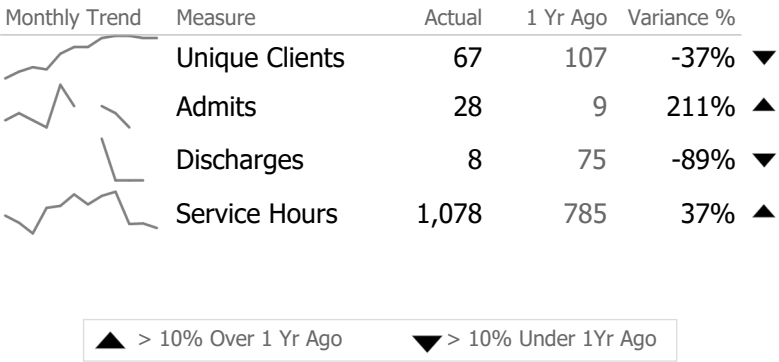 Monthly Trend Measure Actual 1 Yr Ago Variance %
Unique Clients 67 107 -37% ▼
Admits 28 9 211% ▲
Discharges 8 75 -89% ▼
Service Hours 1,078 785 37% ▲
▲ > 10% Over 1 Yr Ago ▼ > 10% Under 1Yr Ago